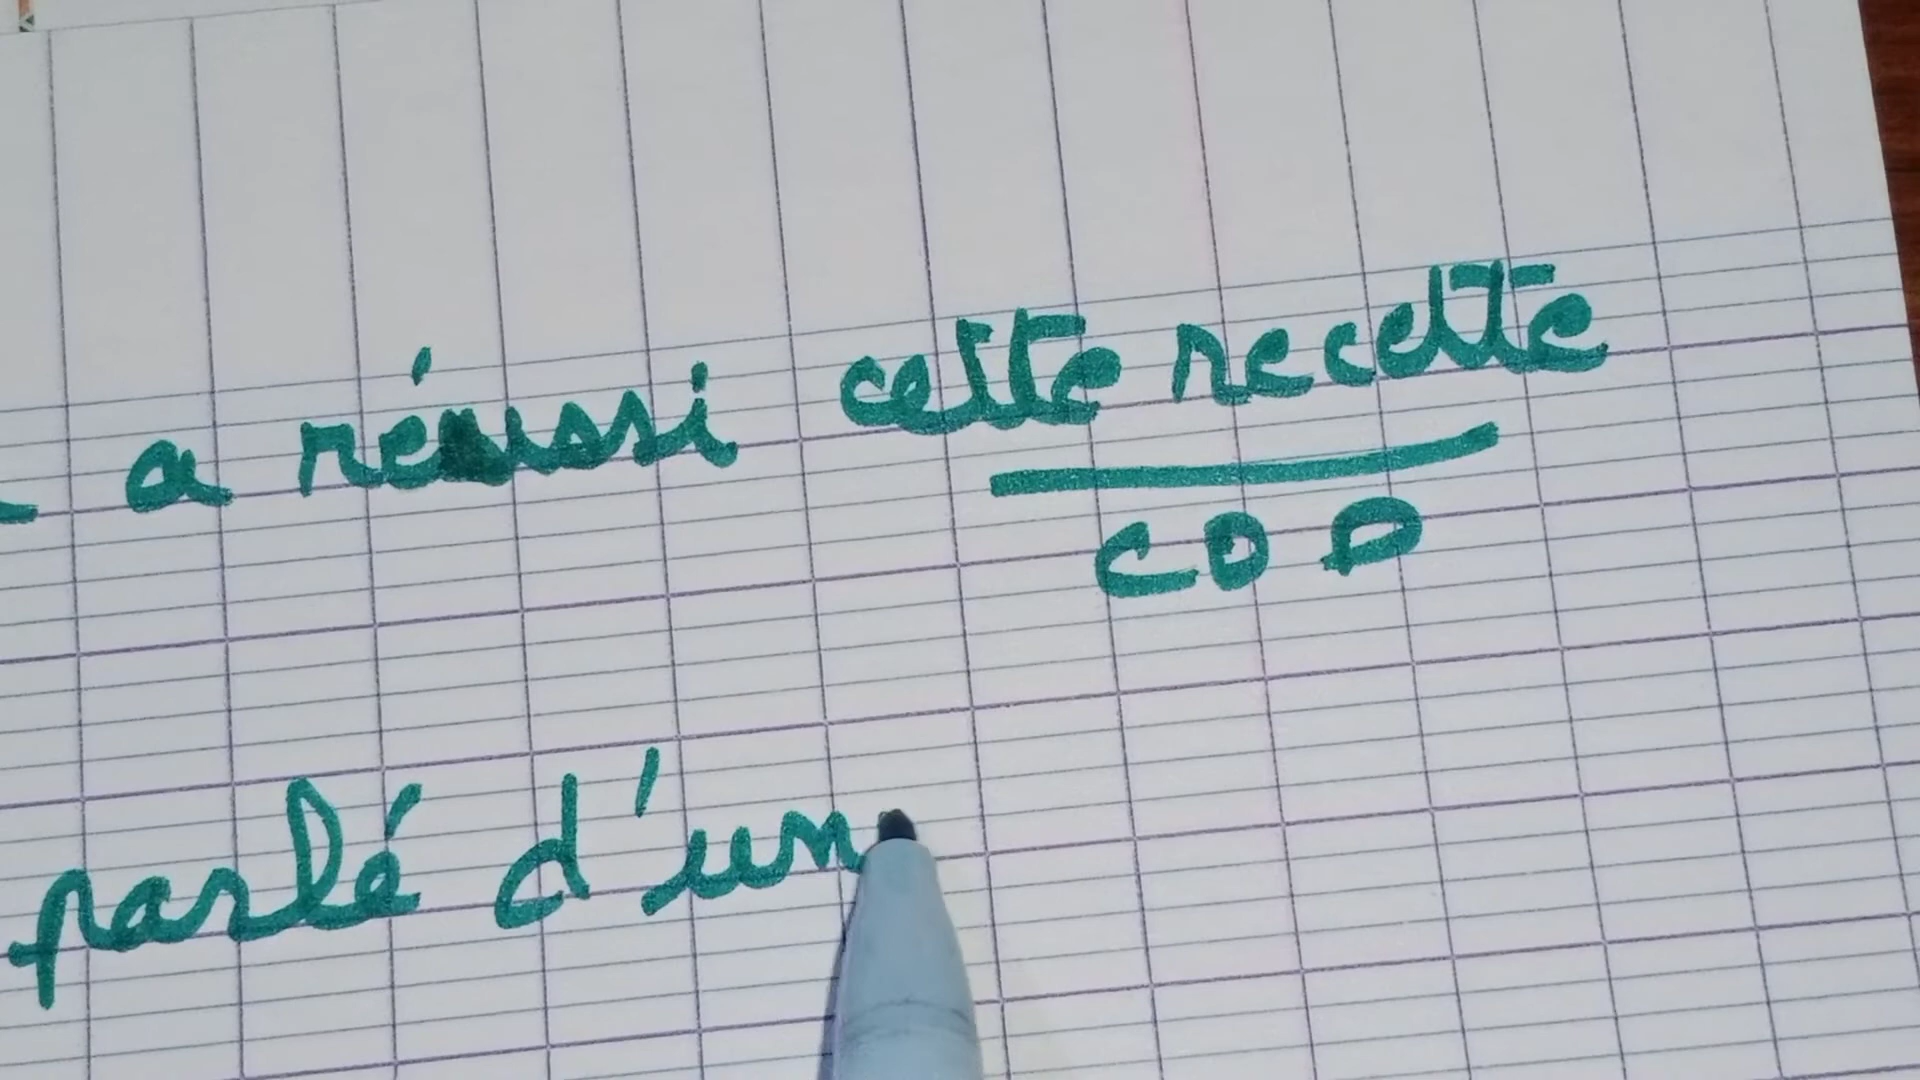 a réussi cette recette
COD
parlé d'un